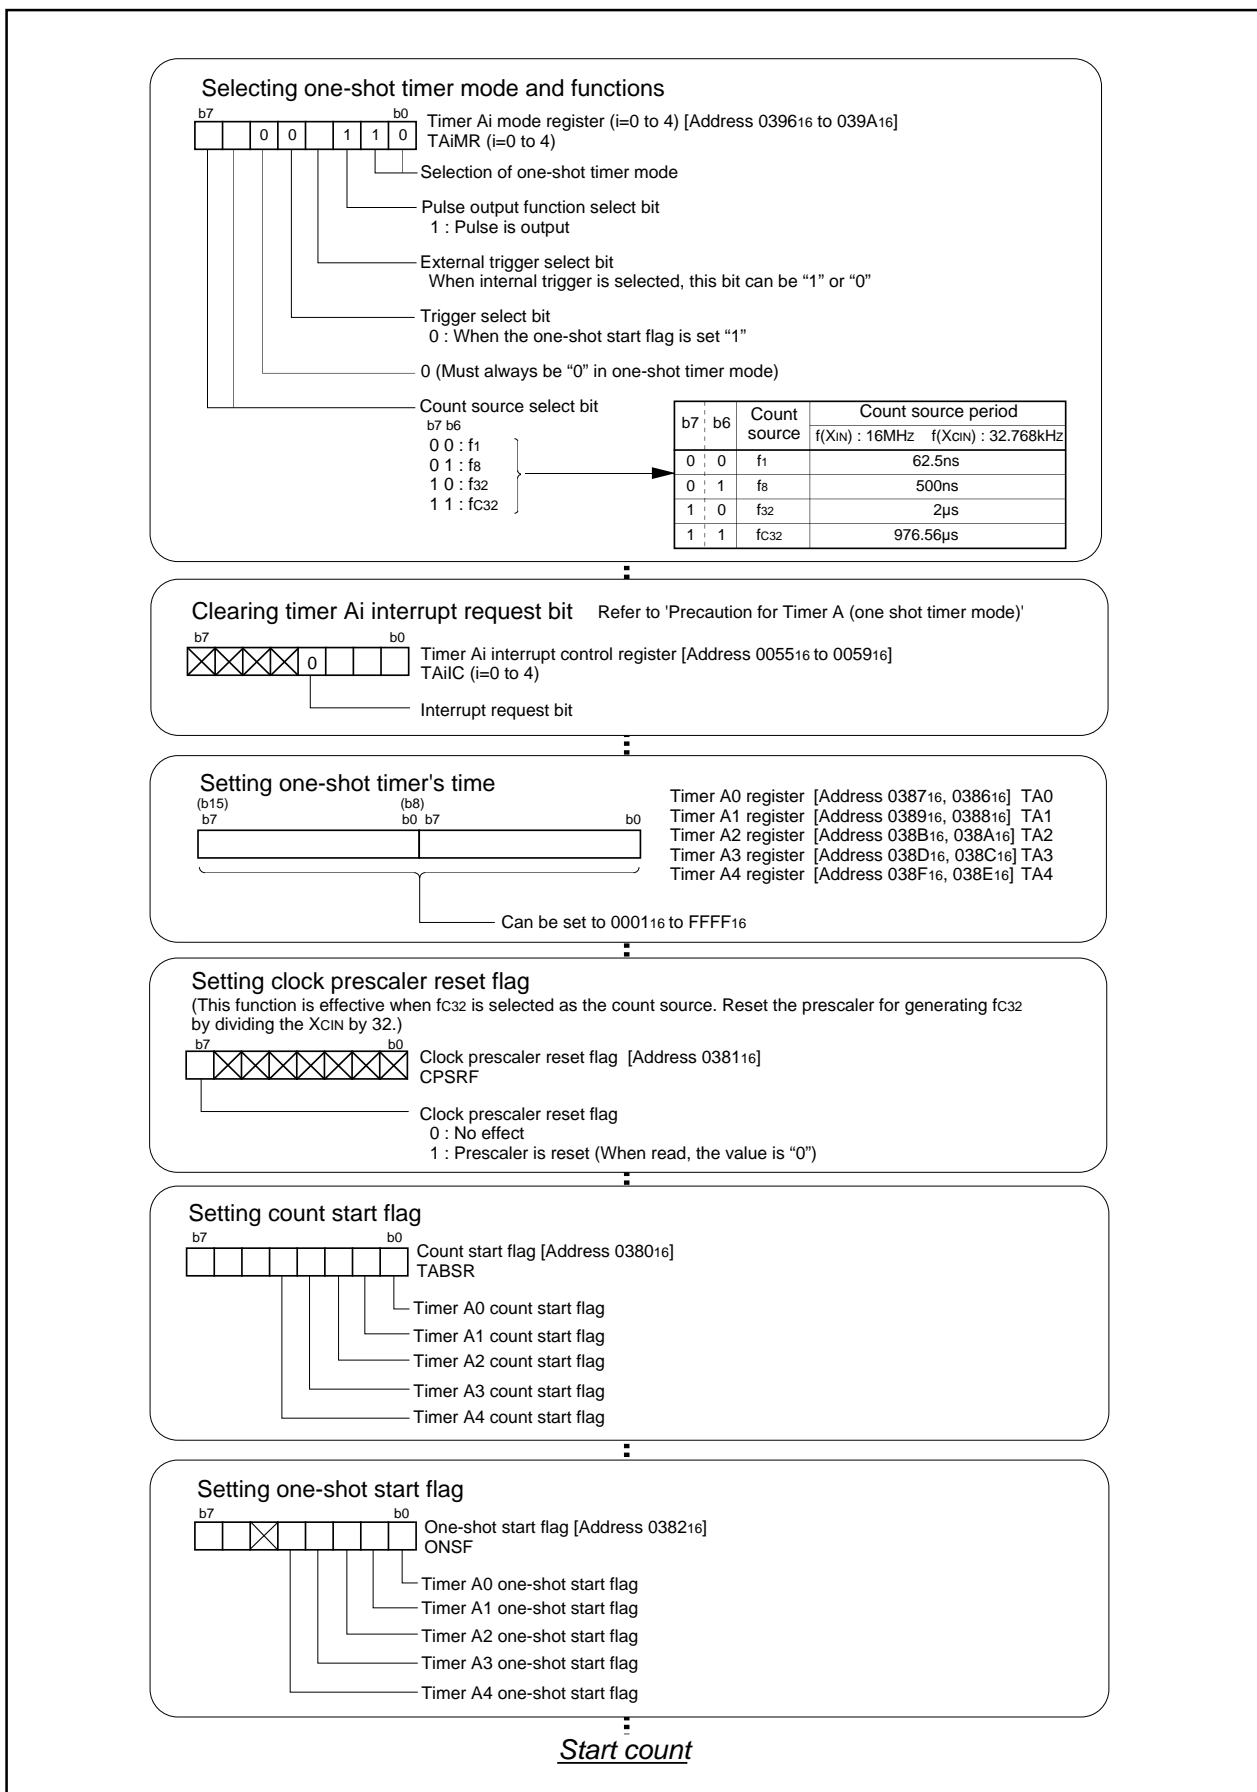 Selecting one-shot timer mode and functions
b7 b0
0 0 1 1 0
Timer Ai mode register (i=0 to 4) [Address 039616 to 039A16]
TAiMR (i=0 to 4)
Selection of one-shot timer mode
Pulse output function select bit
1 : Pulse is output
External trigger select bit
When internal trigger is selected, this bit can be “1” or “0”
Trigger select bit
0 : When the one-shot start flag is set “1”
0 (Must always be “0” in one-shot timer mode)
Count source select bit
b7 b6
0 0 : f1
0 1 : f8
1 0 : f32
1 1 : fC32
b7 b6 Count source Count source period
f(XIN) : 16MHz f(XCIN) : 32.768kHz
0 0 f1 62.5ns
0 1 f8 500ns
1 0 f32 2µs
1 1 fC32 976.56µs
Clearing timer Ai interrupt request bit Refer to 'Precaution for Timer A (one shot timer mode)'
b7 b0
0
Timer Ai interrupt control register [Address 005516 to 005916]
TAiIC (i=0 to 4)
Interrupt request bit
Setting one-shot timer's time
(b15) (b8)
b7 b0 b7 b0
Timer A0 register [Address 038716, 038616] TA0
Timer A1 register [Address 038916, 038816] TA1
Timer A2 register [Address 038B16, 038A16] TA2
Timer A3 register [Address 038D16, 038C16] TA3
Timer A4 register [Address 038F16, 038E16] TA4
Can be set to 000116 to FFFF16
Setting clock prescaler reset flag
(This function is effective when fC32 is selected as the count source. Reset the prescaler for generating fC32
by dividing the XCIN by 32.)
b7 b0
Clock prescaler reset flag [Address 038116]
CPSRF
Clock prescaler reset flag
0 : No effect
1 : Prescaler is reset (When read, the value is “0”)
Setting count start flag
b7 b0
Count start flag [Address 038016]
TABSR
Timer A0 count start flag
Timer A1 count start flag
Timer A2 count start flag
Timer A3 count start flag
Timer A4 count start flag
Setting one-shot start flag
b7 b0
One-shot start flag [Address 038216]
ONSF
Timer A0 one-shot start flag
Timer A1 one-shot start flag
Timer A2 one-shot start flag
Timer A3 one-shot start flag
Timer A4 one-shot start flag
Start count